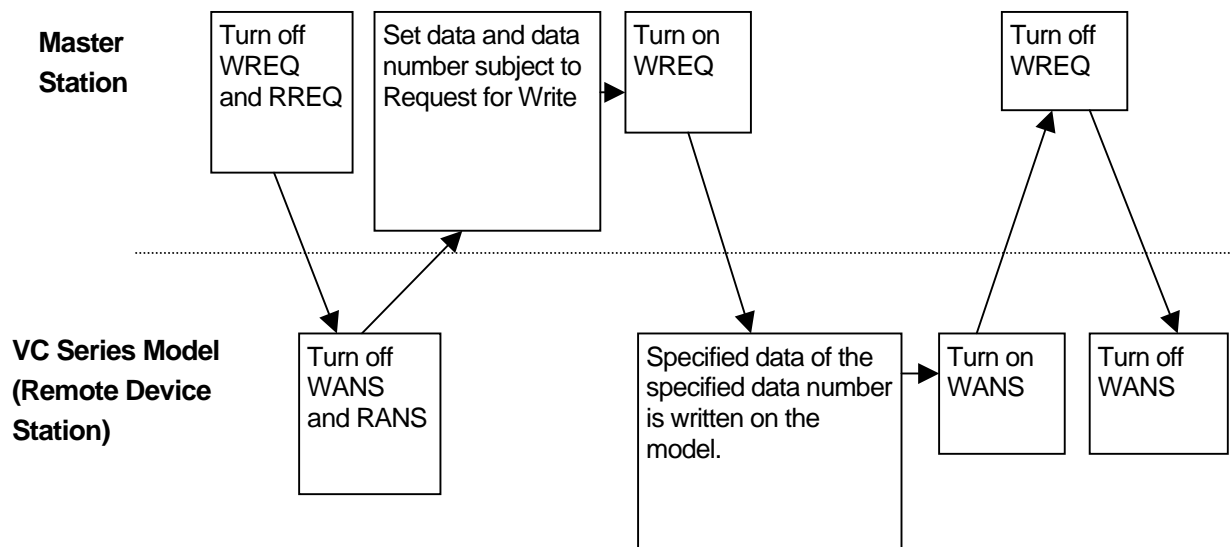 Master
Station
Turn off
WREQ
and RREQ
Set data and data
number subject to
Request for Write
Turn on
WREQ
Turn off
WREQ
VC Series Model
(Remote Device
Station)
Turn off
WANS
and RANS
Specified data of the
specified data number
is written on the
model.
Turn on
WANS
Turn off
WANS